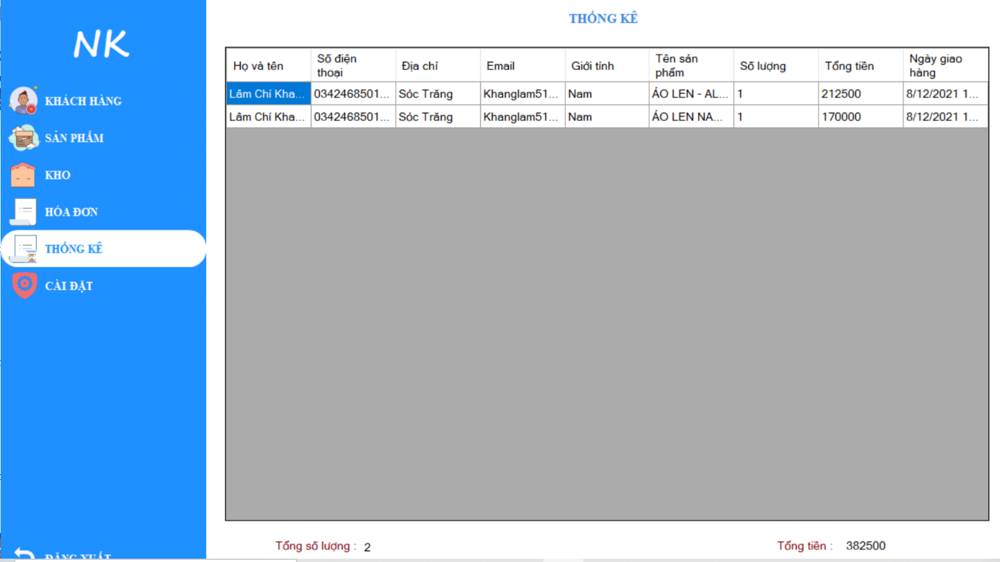 NK
KHÁCH HÀNG
SẢN PHẨM
KHO
HÓA ĐƠN
THỐNG KÊ
CÀI ĐẶT
ĐĂNG XUẤT
THỐNG KÊ
Họ và tên Số điện thoại Địa chỉ Email Giới tính Tên sản phẩm Số lượng Tổng tiền Ngày giao hàng
Lâm Chí Kha... 0342468501... Sóc Trăng Khanglam51... Nam ÁO LEN - AL... 1 212500 8/12/2021 1...
Lâm Chí Kha... 0342468501... Sóc Trăng Khanglam51... Nam ÁO LEN NA... 1 170000 8/12/2021 1...
Tổng số lượng : 2 Tổng tiền : 382500